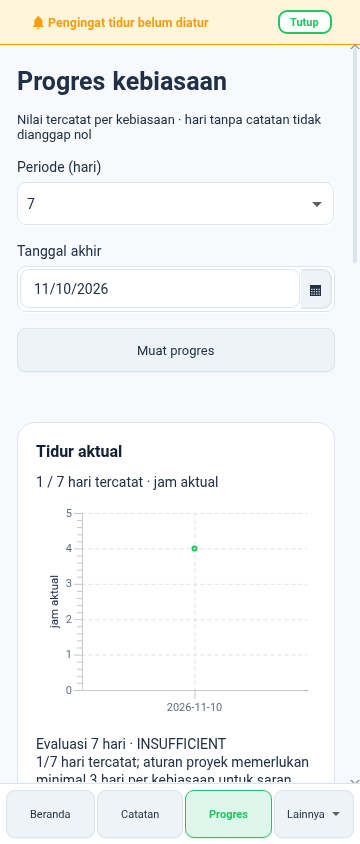 Pengingat tidur belum diatur
Tutup
Progres kebiasaan
Nilai tercatat per kebiasaan · hari tanpa catatan tidak
dianggap nol
Periode (hari)
7
Tanggal akhir
11/10/2026
Muat progres
Tidur aktual
1 / 7 hari tercatat · jam aktual
5
4
3
2
1
0
jam aktual
2026-11-10
Evaluasi 7 hari · INSUFFICIENT
1/7 hari tercatat; aturan proyek memerlukan
minimal 3 hari per kebiasaan untuk saran
Beranda
Catatan
Progres
Lainnya